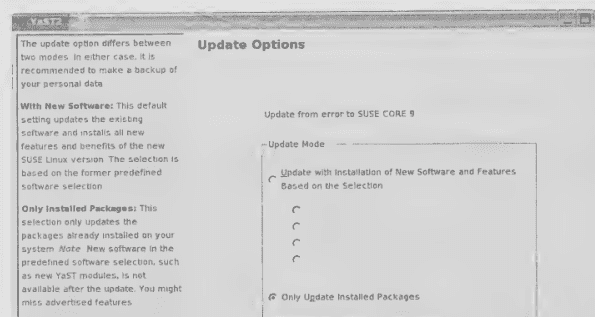 YaST2
The update option differs between
two modes. In either case, it is
recommended to make a backup of
your personal data
With New Software: This default
setting updates the existing
software and installs all new
features and benefits of the new
SUSE Linux version. The selection is
based on the former predefined
software selection
Only Installed Packages: This
selection only updates the
packages already installed on your
system Note New software in the
predefined software selection, such
as new YaST modules, is not
available after the update. You might
miss advertised features
Update Options
Update from error to SUSE CORE 9
Update Mode
Update with Installation of New Software and Features
Based on the Selection
Only Update Installed Packages